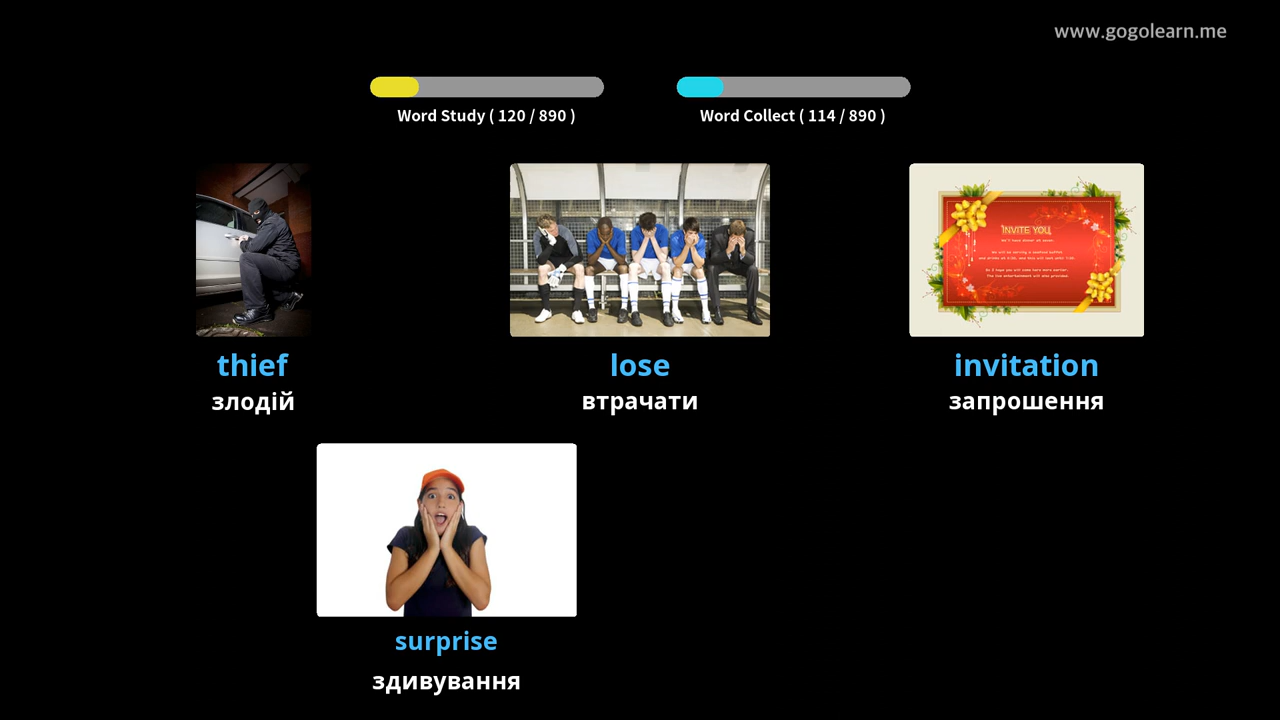 www.gogolearn.me
Word Study ( 120 / 890 )
Word Collect ( 114 / 890 )
INVITE YOU
thief
lose
invitation
злодій
втрачати
запрошення
surprise
здивування